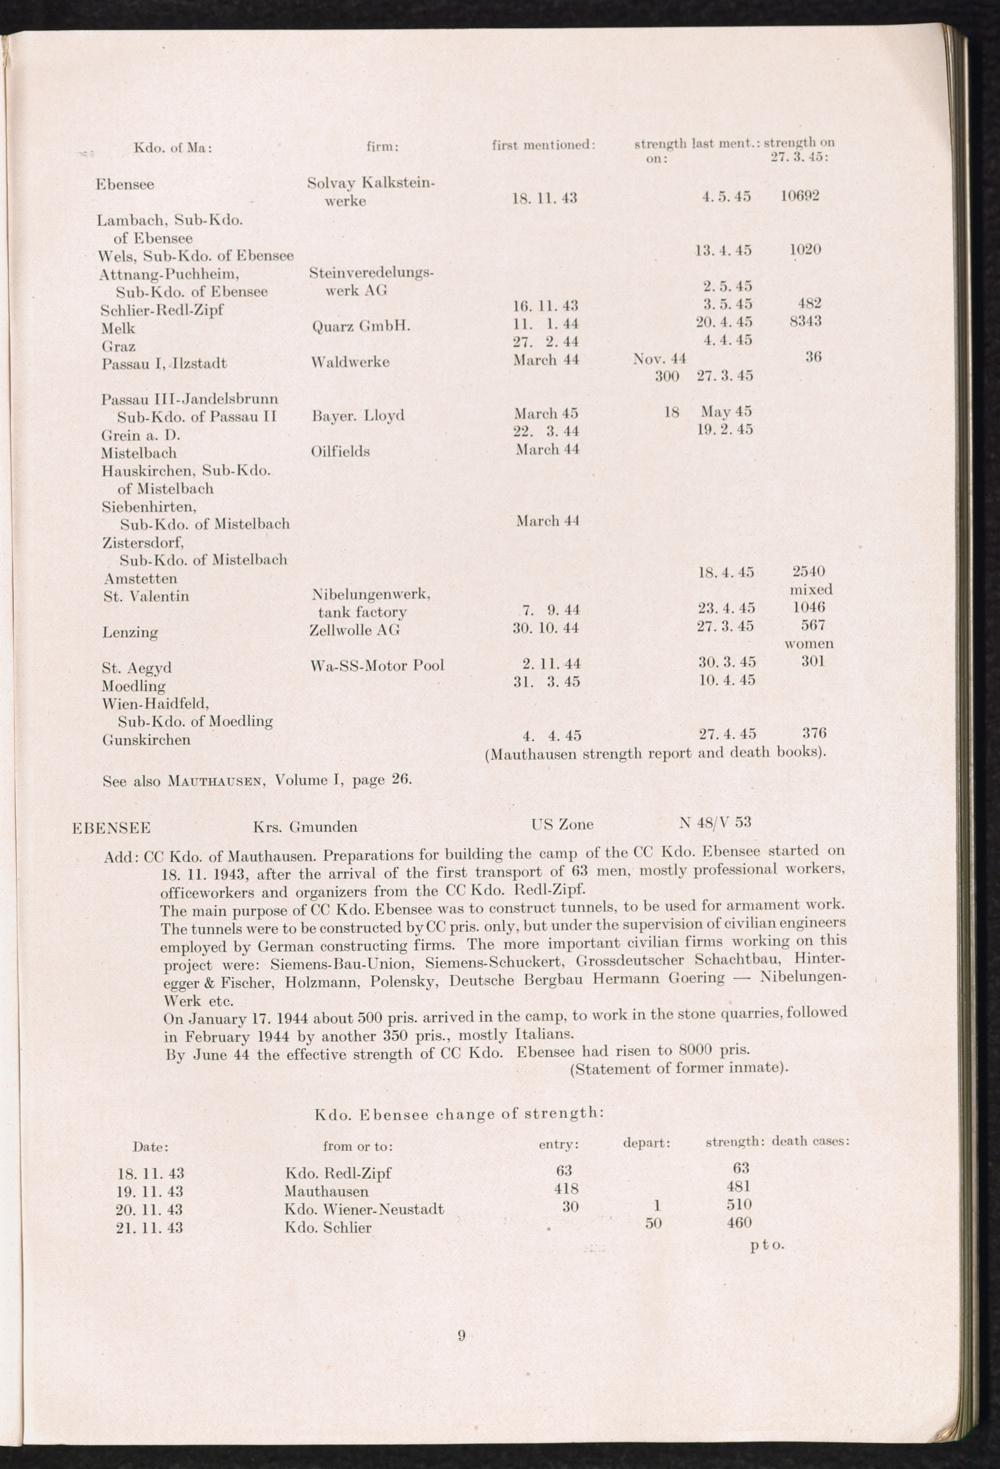 Kdo. of Ma: firm: first mentioned: strength last ment.: strength on
on: 27. 3. 45:
Ebensee Solvay Kalkstein-
werke 18. 11. 43 4. 5. 45 10692
Lambach, Sub-Kdo.
of Ebensee
Wels, Sub-Kdo. of Ebensee 13. 4. 45 1020
Attnang-Puchheim, Steinveredelungs-
Sub-Kdo. of Ebensee werk AG 2. 5. 45
Schlier-Redl-Zipf 16. 11. 43 3. 5. 45 482
Melk Quarz GmbH. 11. 1. 44 20. 4. 45 8343
Graz 27. 2. 44 4. 4. 45
Passau I, Ilzstadt Waldwerke March 44 Nov. 44 36
300 27. 3. 45
Passau III-Jandelsbrunn
Sub-Kdo. of Passau II Bayer. Lloyd March 45 18 May 45
Grein a. D. 22. 3. 44 19. 2. 45
Mistelbach Oilfields March 44
Hauskirchen, Sub-Kdo.
of Mistelbach
Siebenhirten,
Sub-Kdo. of Mistelbach March 44
Zistersdorf,
Sub-Kdo. of Mistelbach
Amstetten 18. 4. 45 2540
mixed
St. Valentin Nibelungenwerk,
tank factory 7. 9. 44 23. 4. 45 1046
Lenzing Zellwolle AG 30. 10. 44 27. 3. 45 567
women
St. Aegyd Wa-SS-Motor Pool 2. 11. 44 30. 3. 45 301
Moedling 31. 3. 45 10. 4. 45
Wien-Haidfeld,
Sub-Kdo. of Moedling
Gunskirchen 4. 4. 45 27. 4. 45 376
(Mauthausen strength report and death books).
See also MAUTHAUSEN, Volume I, page 26.
EBENSEE Krs. Gmunden US Zone N 48/V 53
Add: CC Kdo. of Mauthausen. Preparations for building the camp of the CC Kdo. Ebensee started on
18. 11. 1943, after the arrival of the first transport of 63 men, mostly professional workers,
officeworkers and organizers from the CC Kdo. Redl-Zipf.
The main purpose of CC Kdo. Ebensee was to construct tunnels, to be used for armament work.
The tunnels were to be constructed by CC pris. only, but under the supervision of civilian engineers
employed by German constructing firms. The more important civilian firms working on this
project were: Siemens-Bau-Union, Siemens-Schuckert, Grossdeutscher Schachtbau, Hinter-
egger & Fischer, Holzmann, Polensky, Deutsche Bergbau Hermann Goering — Nibelungen-
Werk etc.
On January 17. 1944 about 500 pris. arrived in the camp, to work in the stone quarries, followed
in February 1944 by another 350 pris., mostly Italians.
By June 44 the effective strength of CC Kdo. Ebensee had risen to 8000 pris.
(Statement of former inmate).
Kdo. Ebensee change of strength:
Date: from or to: entry: depart: strength: death cases:
18. 11. 43 Kdo. Redl-Zipf 63 63
19. 11. 43 Mauthausen 418 481
20. 11. 43 Kdo. Wiener-Neustadt 30 1 510
21. 11. 43 Kdo. Schlier 50 460
pto.
9